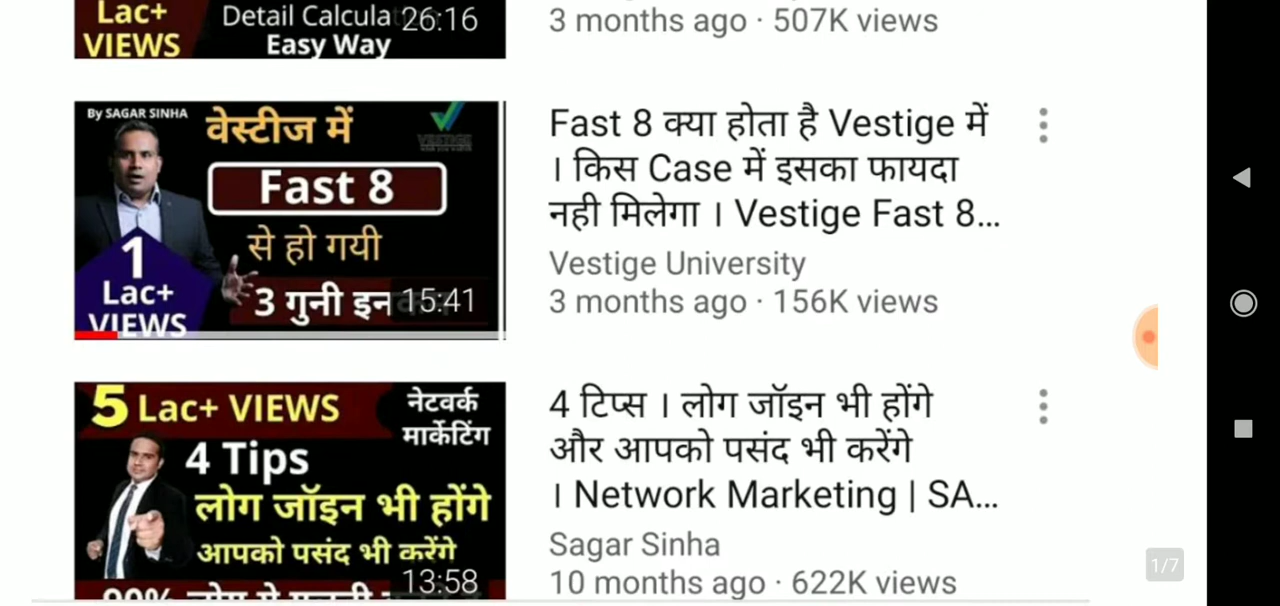 Lac+
VIEWS
Detail Calcula
26:16
Easy Way
3 months ago · 507K views
By SAGAR SINHA
वेस्टीज में
VESTIGE
Fast 8
से हो गयी
3 गुनी इन
1
Lac+
VIEWS
15:41
Fast 8 क्या होता है Vestige में
। किस Case में इसका फायदा
नही मिलेगा । Vestige Fast 8...
Vestige University
3 months ago · 156K views
5 Lac+ VIEWS
नेटवर्क
मार्केटिंग
4 Tips
लोग जॉइन भी होंगे
आपको पसंद भी करेंगे
13:58
4 टिप्स । लोग जॉइन भी होंगे
और आपको पसंद भी करेंगे
। Network Marketing | SA...
Sagar Sinha
10 months ago · 622K views
1/7